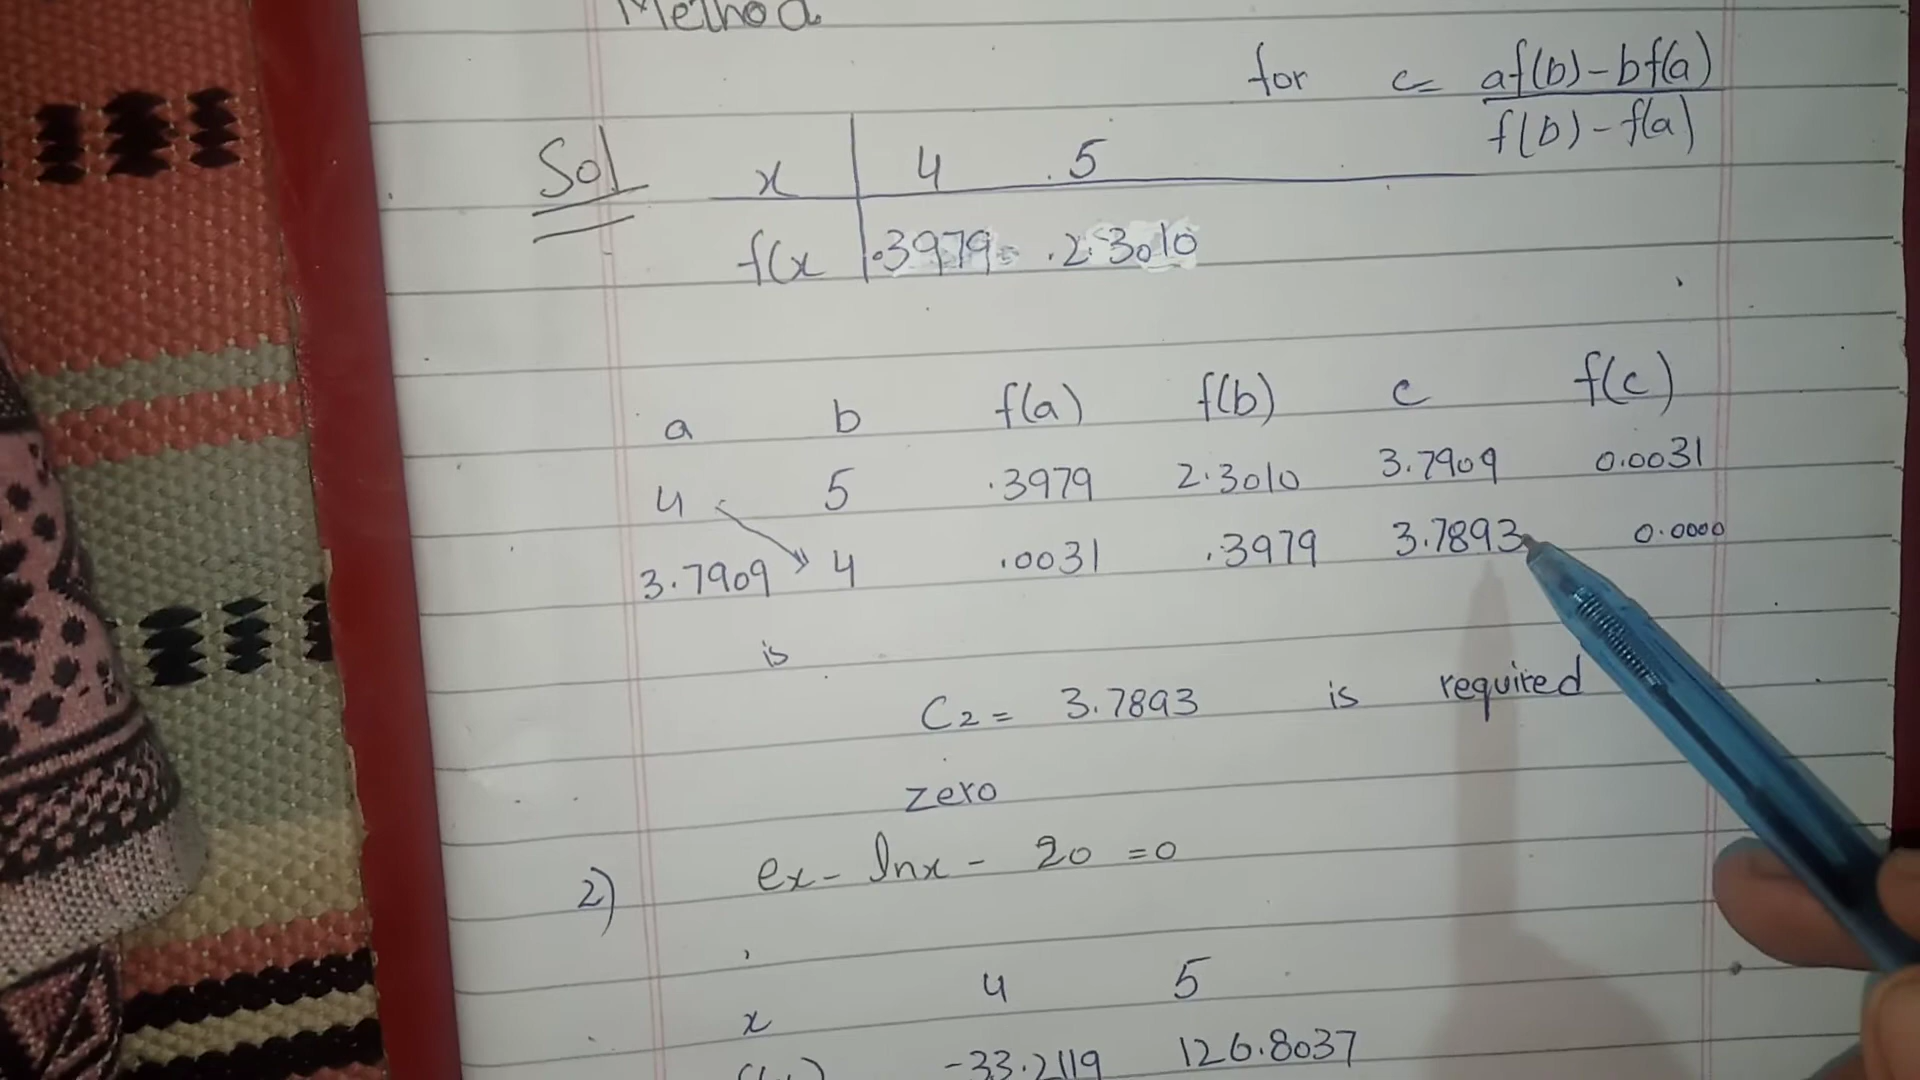 Method
for c= af(b)-bf(a)
f(b)-f(a)
Sol
x 4 .5
f(x .3979 .2.3010
a b f(a) f(b) c f(c)
4 5 .3979 2.3010 3.7909 0.0031
3.7909 4 .0031 .3979 3.7893 0.0000
is
C2= 3.7893 is required
zero
2) ex- lnx- 20 =0
4 5
x
-33.2119 126.8037